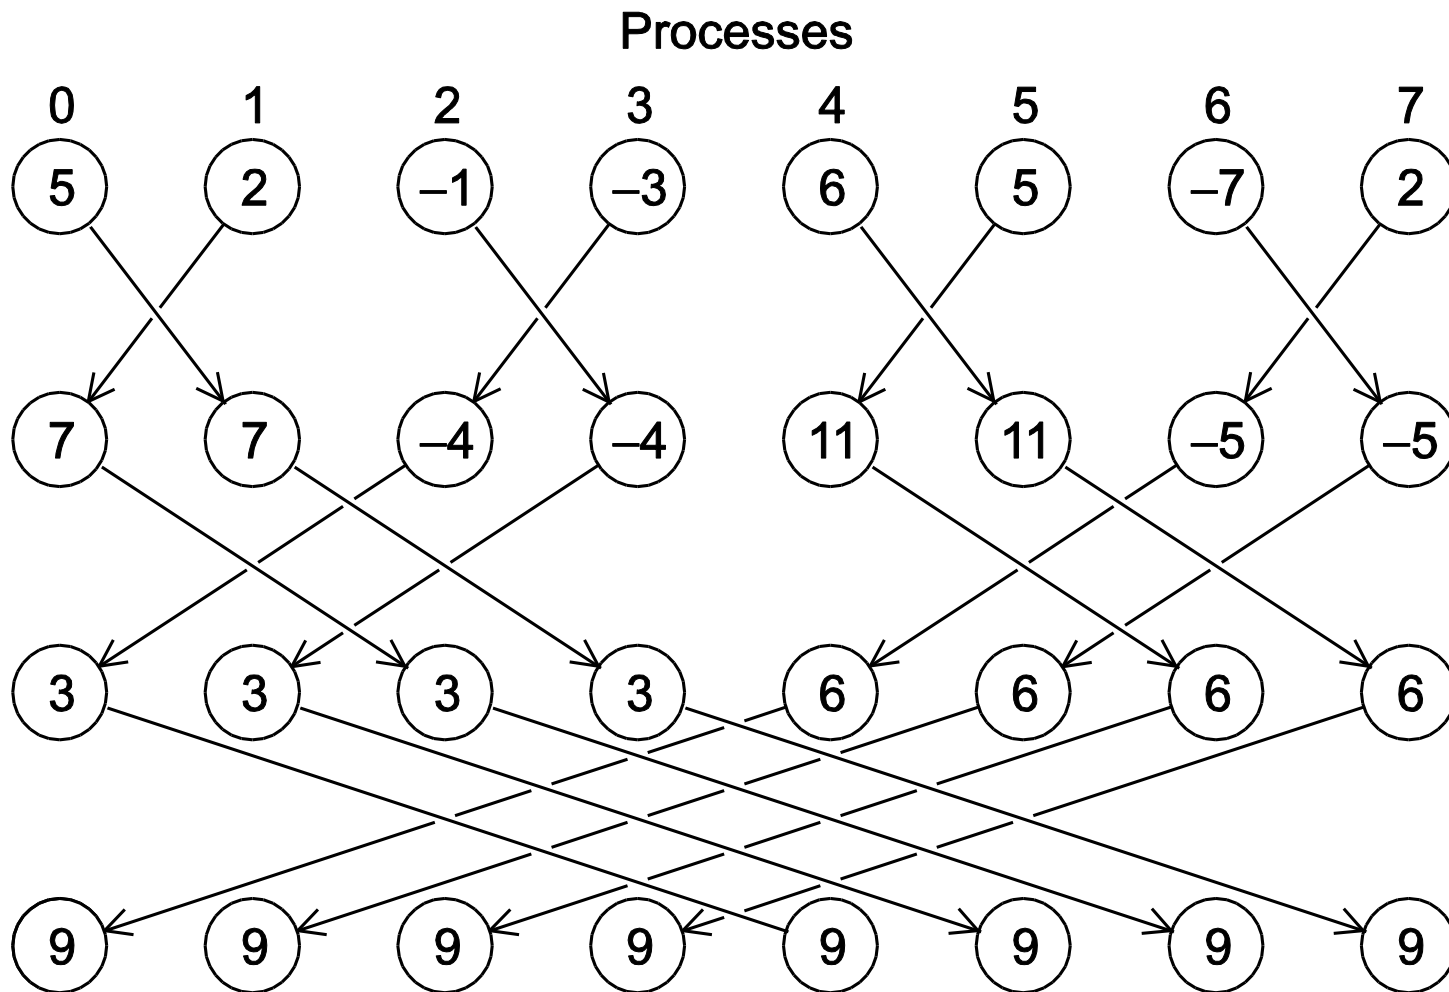 Processes
0 1 2 3 4 5 6 7
5 2 –1 –3 6 5 –7 2
7 7 –4 –4 11 11 –5 –5
3 3 3 3 6 6 6 6
9 9 9 9 9 9 9 9